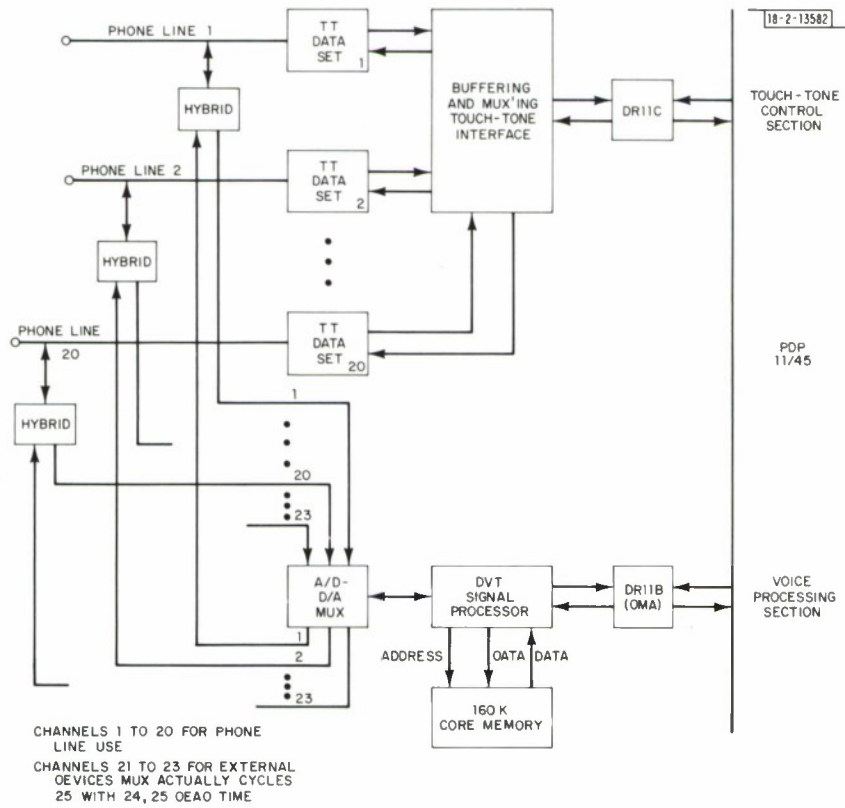 18-2-13582
PHONE LINE 1
TT
DATA
SET
1
HYBRID
BUFFERING
AND MUX'ING
TOUCH-TONE
INTERFACE
DR11C
TOUCH-TONE
CONTROL
SECTION
PHONE LINE 2
TT
DATA
SET
2
HYBRID
PHONE LINE
20
TT
DATA
SET
20
HYBRID
PDP
11/45
1
20
23
A/D-
D/A
MUX
DVT
SIGNAL
PROCESSOR
DR11B
(OMA)
VOICE
PROCESSING
SECTION
1
2
23
ADDRESS
OATA
DATA
160 K
CORE MEMORY
CHANNELS 1 TO 20 FOR PHONE
LINE USE
CHANNELS 21 TO 23 FOR EXTERNAL
OEVICES MUX ACTUALLY CYCLES
25 WITH 24, 25 OEAO TIME